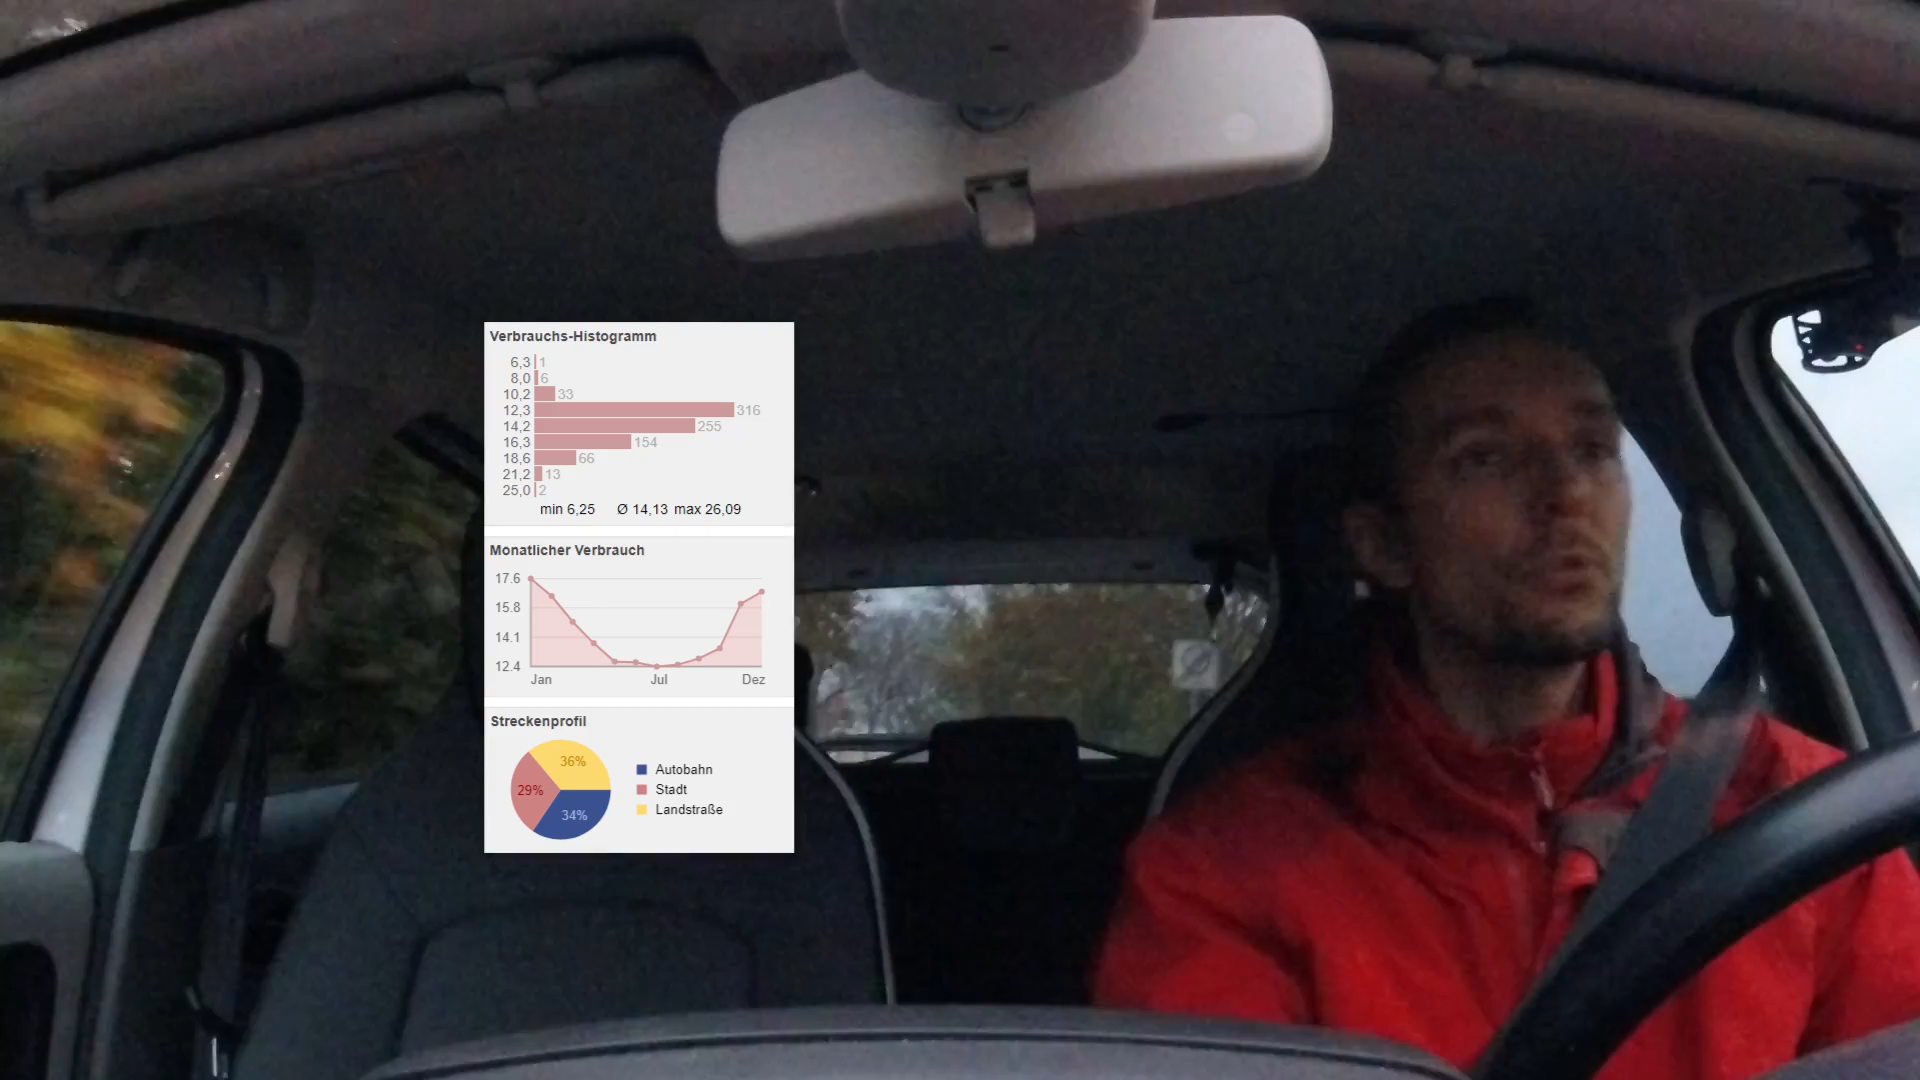 Verbrauchs-Histogramm
6,3 1
8,0 6
10,2 33
12,3 316
14,2 255
16,3 154
18,6 66
21,2 13
25,0 2
min 6,25 Ø 14,13 max 26,09
Monatlicher Verbrauch
17.6
15.8
14.1
12.4
Jan Jul Dez
Streckenprofil
36%
29%
34%
Autobahn
Stadt
Landstraße